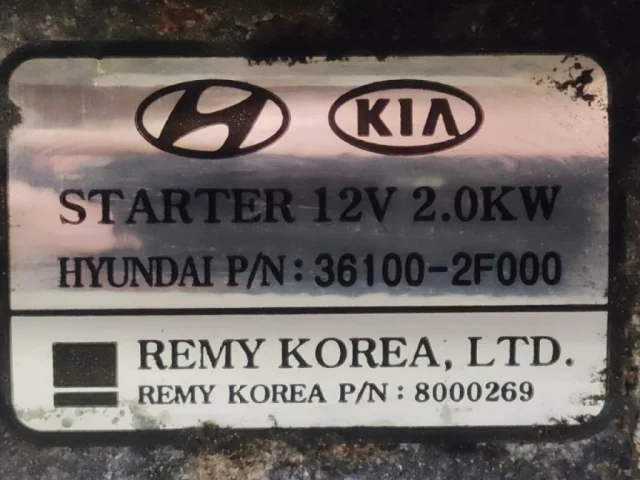 KIA
STARTER 12V 2.0KW
HYUNDAI P/N : 36100-2F000
REMY KOREA, LTD.
REMY KOREA P/N : 8000269